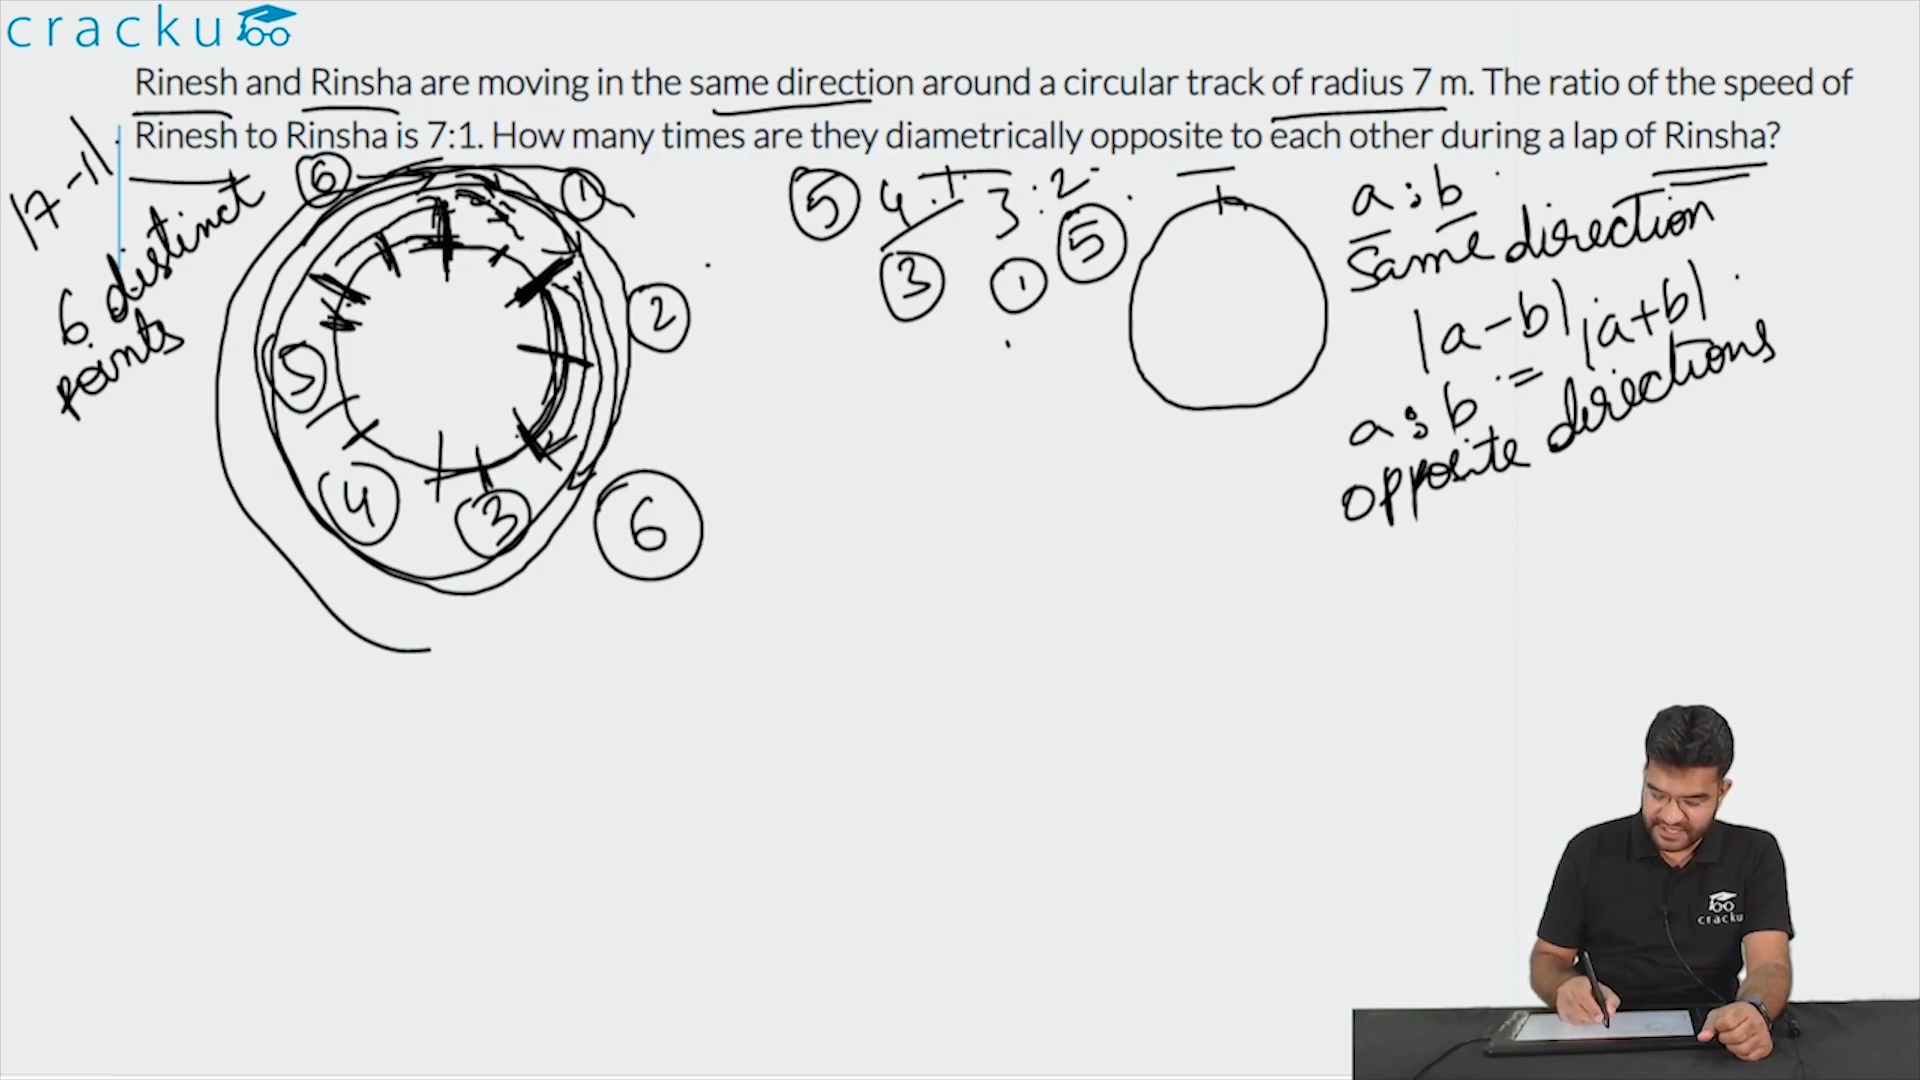 cracku
Rinesh and Rinsha are moving in the same direction around a circular track of radius 7 m. The ratio of the speed of
Rinesh to Rinsha is 7:1. How many times are they diametrically opposite to each other during a lap of Rinsha?
|7-1|
6 distinct
points
6
1
2
5
4
3
6
5
4:1
3:2
3
1
5
a:b
Same direction
|a-b|
|a+b|
a:b =
opposite directions
cracku